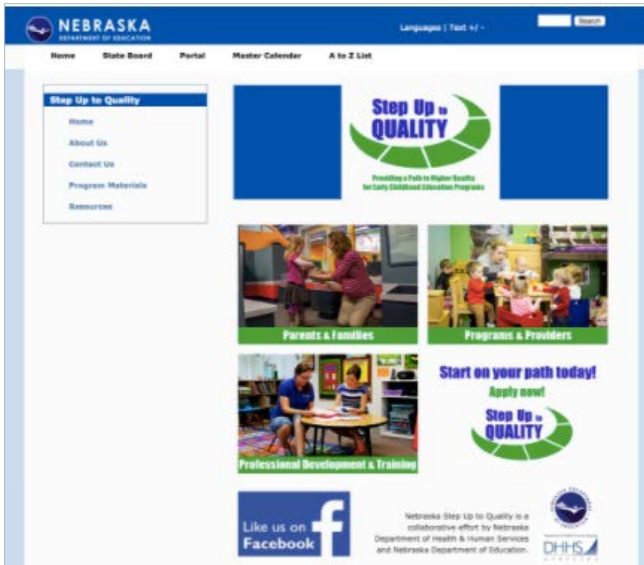 NEBRASKA
DEPARTMENT OF EDUCATION
Languages | Text +/ -
Search
Home State Board Portal Master Calendar A to Z List
Step Up to Quality
Home
About Us
Contact Us
Program Materials
Resources
Step Up to
QUALITY
Providing a Path to Higher Quality
for Early Childhood Education Programs
Parents & Families
Programs & Providers
Professional Development & Training
Start on your path today!
Apply now!
Step Up to
QUALITY
Like us on
Facebook
Nebraska Step Up to Quality is a
collaborative effort by Nebraska
Department of Health & Human Services
and Nebraska Department of Education.
DHHS